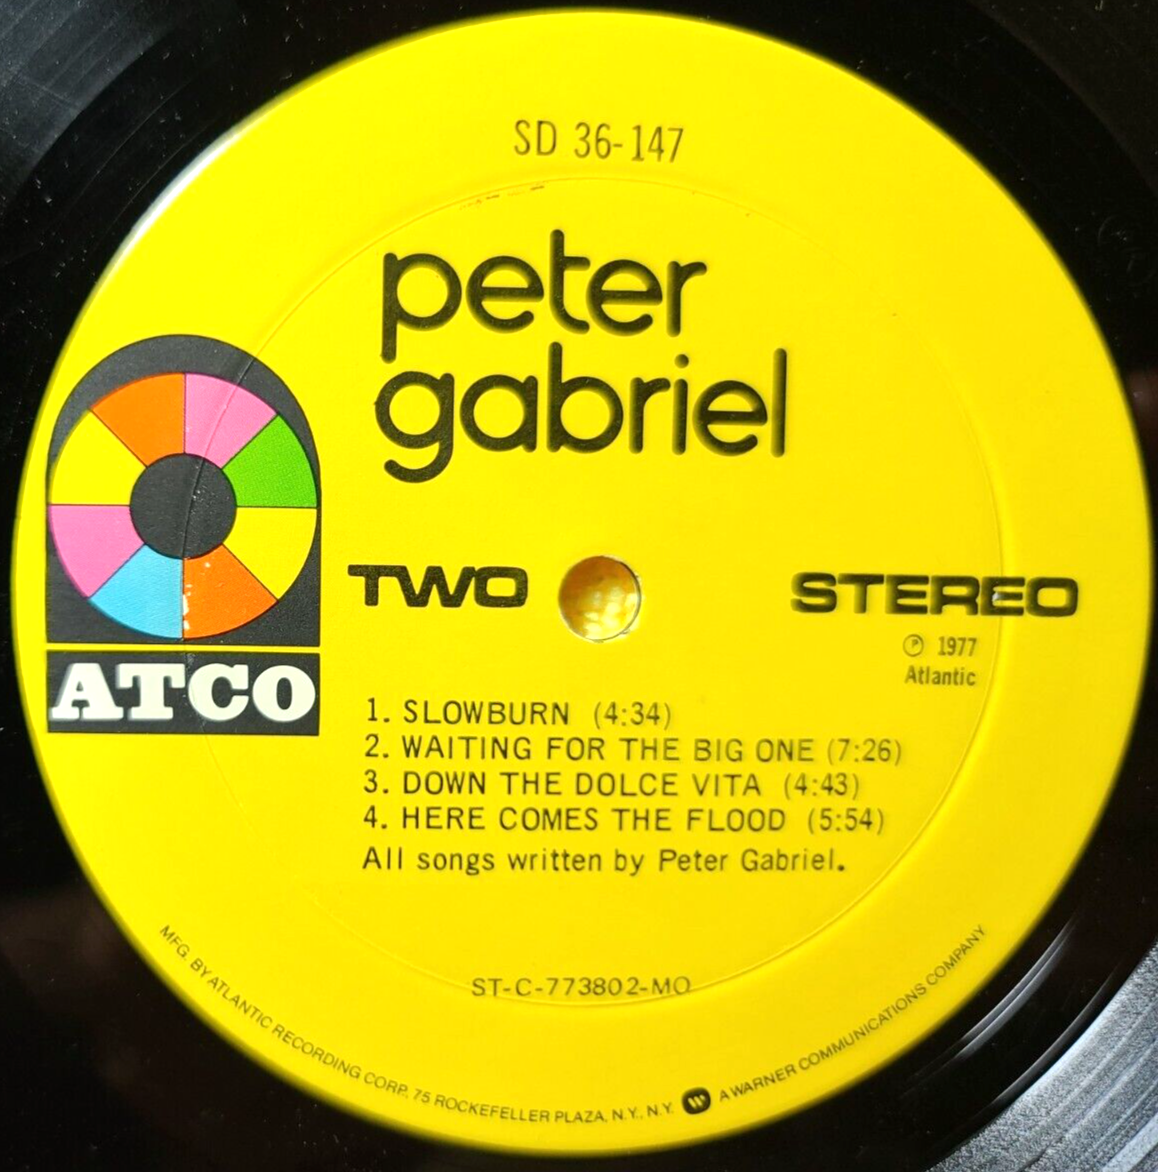 SD 36-147
peter
gabriel
TWO
STEREO
℗ 1977
Atlantic
ATCO
1. SLOWBURN (4:34)
2. WAITING FOR THE BIG ONE (7:26)
3. DOWN THE DOLCE VITA (4:43)
4. HERE COMES THE FLOOD (5:54)
All songs written by Peter Gabriel.
ST-C-773802-MO
MFG. BY ATLANTIC RECORDING CORP, 75 ROCKEFELLER PLAZA, N.Y., N.Y. A WARNER COMMUNICATIONS COMPANY